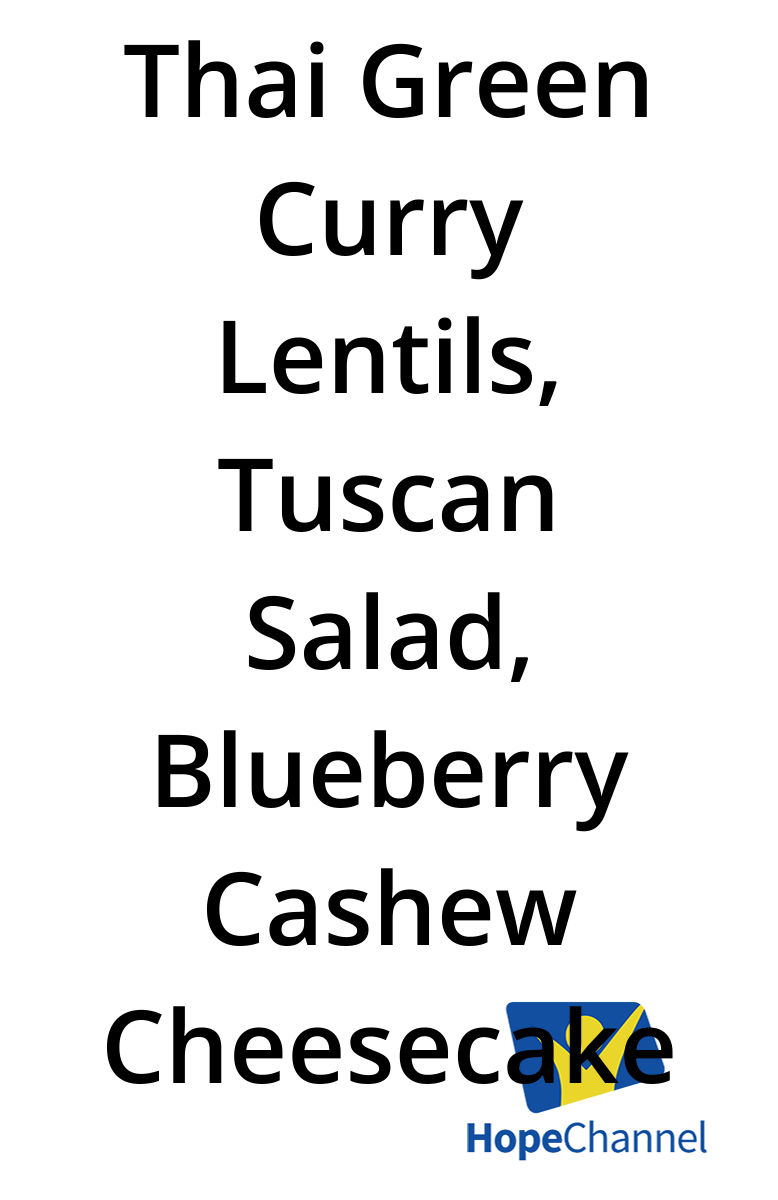 Thai Green
Curry
Lentils,
Tuscan
Salad,
Blueberry
Cashew
Cheesecake
HopeChannel